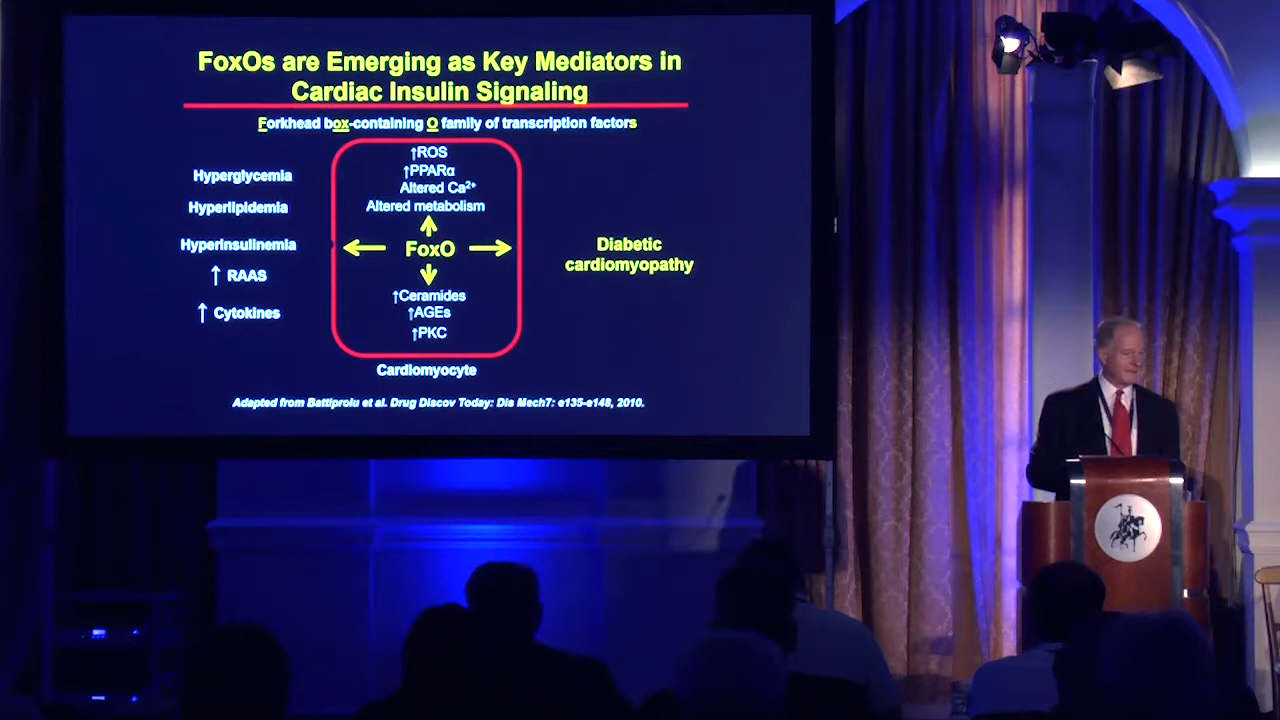 FoxOs are Emerging as Key Mediators in
Cardiac Insulin Signaling
Forkhead box-containing O family of transcription factors
Hyperglycemia
Hyperlipidemia
Hyperinsulinemia
↑ RAAS
↑ Cytokines
↑ROS
↑PPARα
Altered Ca²⁺
Altered metabolism
FoxO
↑Ceramides
↑AGEs
↑PKC
Cardiomyocyte
Diabetic
cardiomyopathy
Adapted from Battiprolu et al. Drug Discov Today: Dis Mech7: e135-e148, 2010.